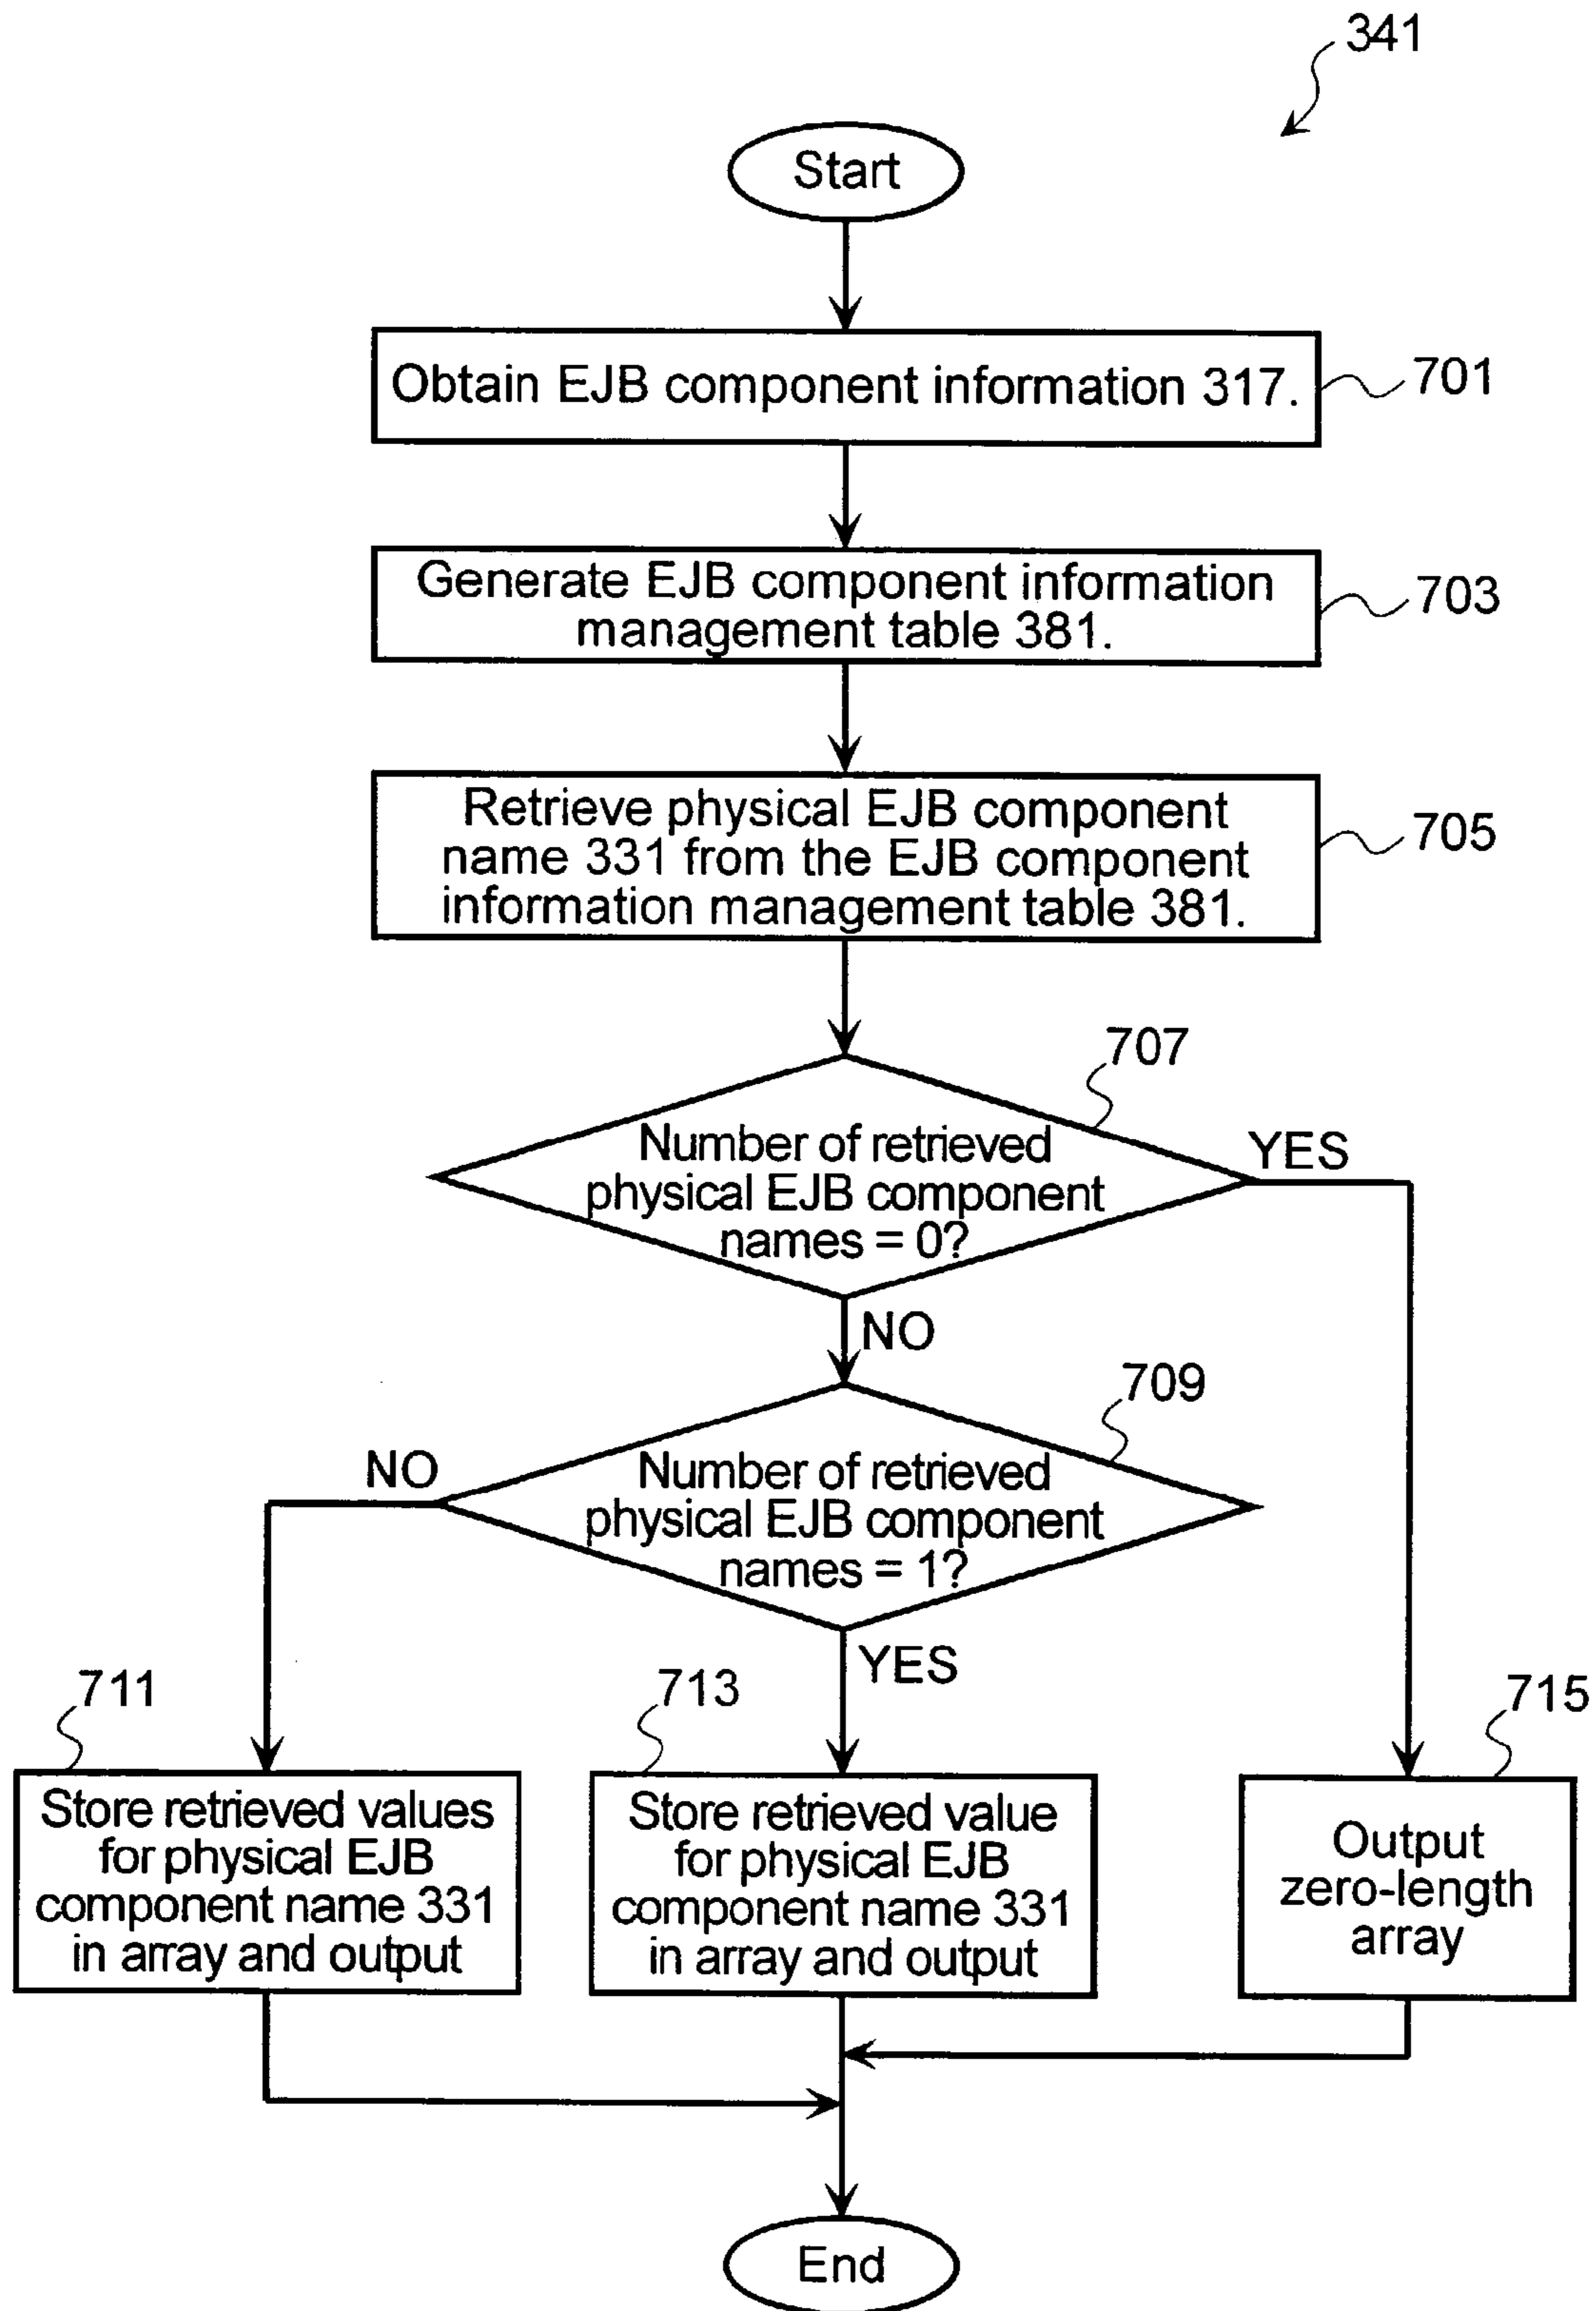 341
Start
Obtain EJB component information 317.
701
Generate EJB component information
management table 381.
703
Retrieve physical EJB component
name 331 from the EJB component
information management table 381.
705
707
Number of retrieved
physical EJB component
names = 0?
YES
NO
709
Number of retrieved
physical EJB component
names = 1?
NO
YES
711
Store retrieved values
for physical EJB
component name 331
in array and output
713
Store retrieved value
for physical EJB
component name 331
in array and output
715
Output
zero-length
array
End